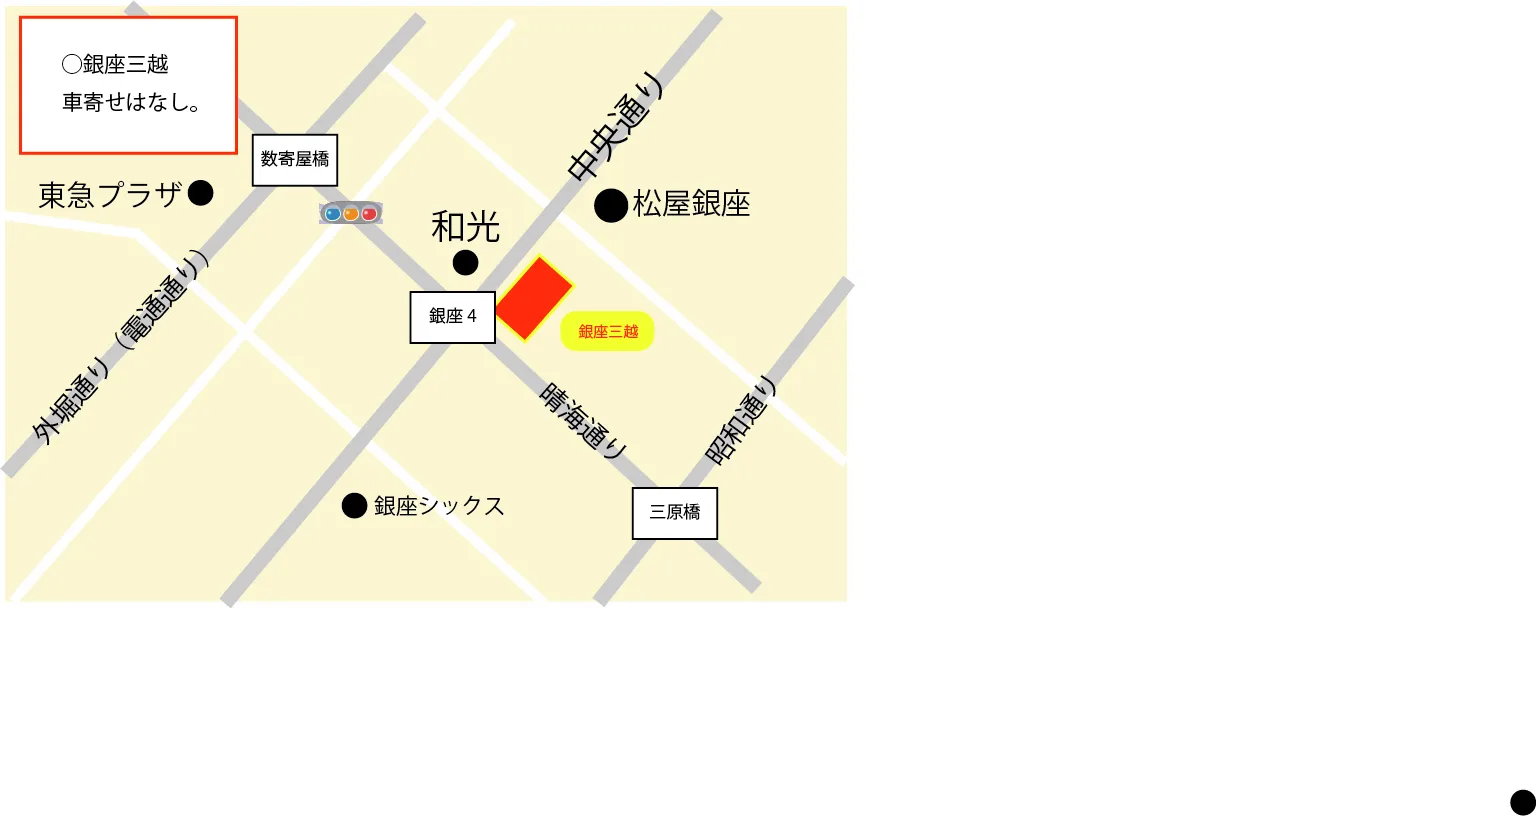 〇銀座三越
車寄せはなし。
数寄屋橋
東急プラザ
中央通り
松屋銀座
和光
外堀通り（電通通り）
銀座４
銀座三越
晴海通り
昭和通り
銀座シックス
三原橋